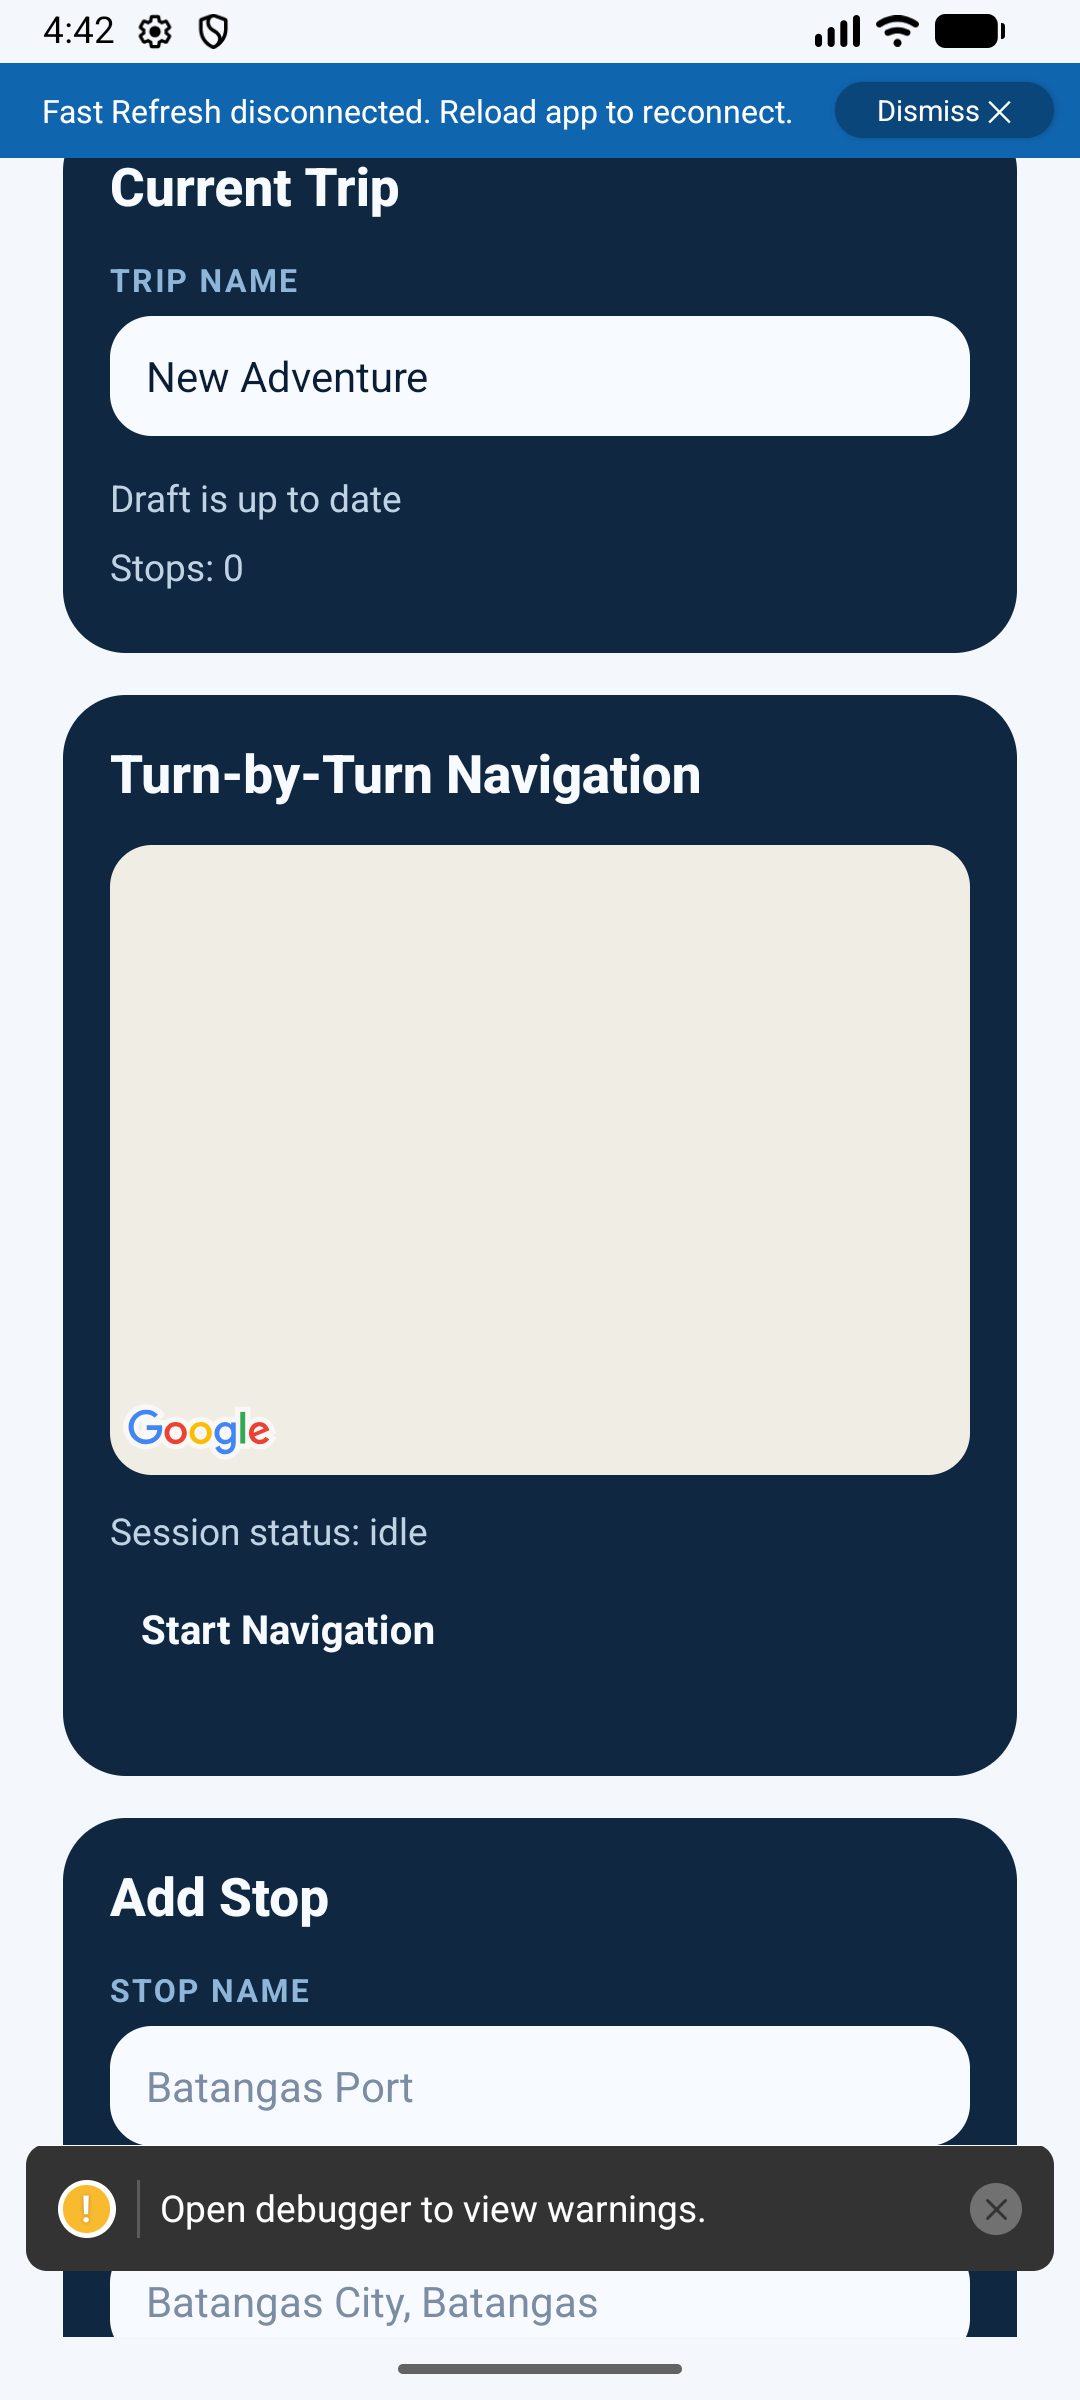 4:42
Fast Refresh disconnected. Reload app to reconnect.
Dismiss
Current Trip
TRIP NAME
New Adventure
Draft is up to date
Stops: 0
Turn-by-Turn Navigation
Google
Session status: idle
Start Navigation
Add Stop
STOP NAME
Batangas Port
Open debugger to view warnings.
Batangas City, Batangas